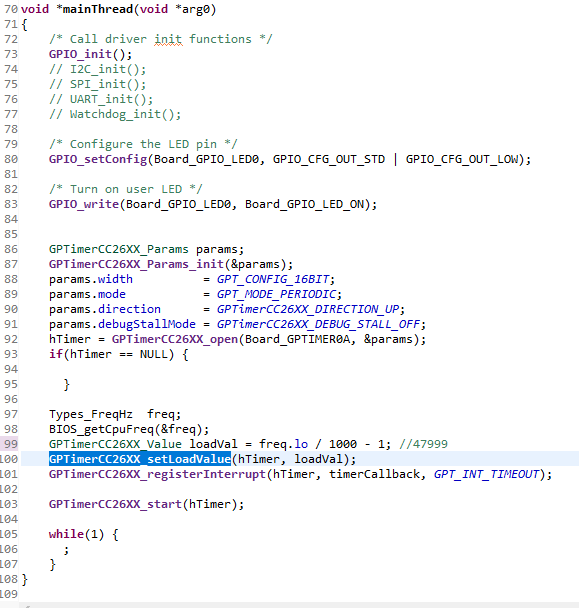 70 void *mainThread(void *arg0)
71 {
72 /* Call driver init functions */
73 GPIO_init();
74 // I2C_init();
75 // SPI_init();
76 // UART_init();
77 // Watchdog_init();
78
79 /* Configure the LED pin */
80 GPIO_setConfig(Board_GPIO_LED0, GPIO_CFG_OUT_STD | GPIO_CFG_OUT_LOW);
81
82 /* Turn on user LED */
83 GPIO_write(Board_GPIO_LED0, Board_GPIO_LED_ON);
84
85
86 GPTimerCC26XX_Params params;
87 GPTimerCC26XX_Params_init(&params);
88 params.width = GPT_CONFIG_16BIT;
89 params.mode = GPT_MODE_PERIODIC;
90 params.direction = GPTimerCC26XX_DIRECTION_UP;
91 params.debugStallMode = GPTimerCC26XX_DEBUG_STALL_OFF;
92 hTimer = GPTimerCC26XX_open(Board_GPTIMER0A, &params);
93 if(hTimer == NULL) {
94
95 }
96
97 Types_FreqHz freq;
98 BIOS_getCpuFreq(&freq);
99 GPTimerCC26XX_Value loadVal = freq.lo / 1000 - 1; //47999
100 GPTimerCC26XX_setLoadValue(hTimer, loadVal);
101 GPTimerCC26XX_registerInterrupt(hTimer, timerCallback, GPT_INT_TIMEOUT);
102
103 GPTimerCC26XX_start(hTimer);
104
105 while(1) {
106 ;
107 }
108 }
109